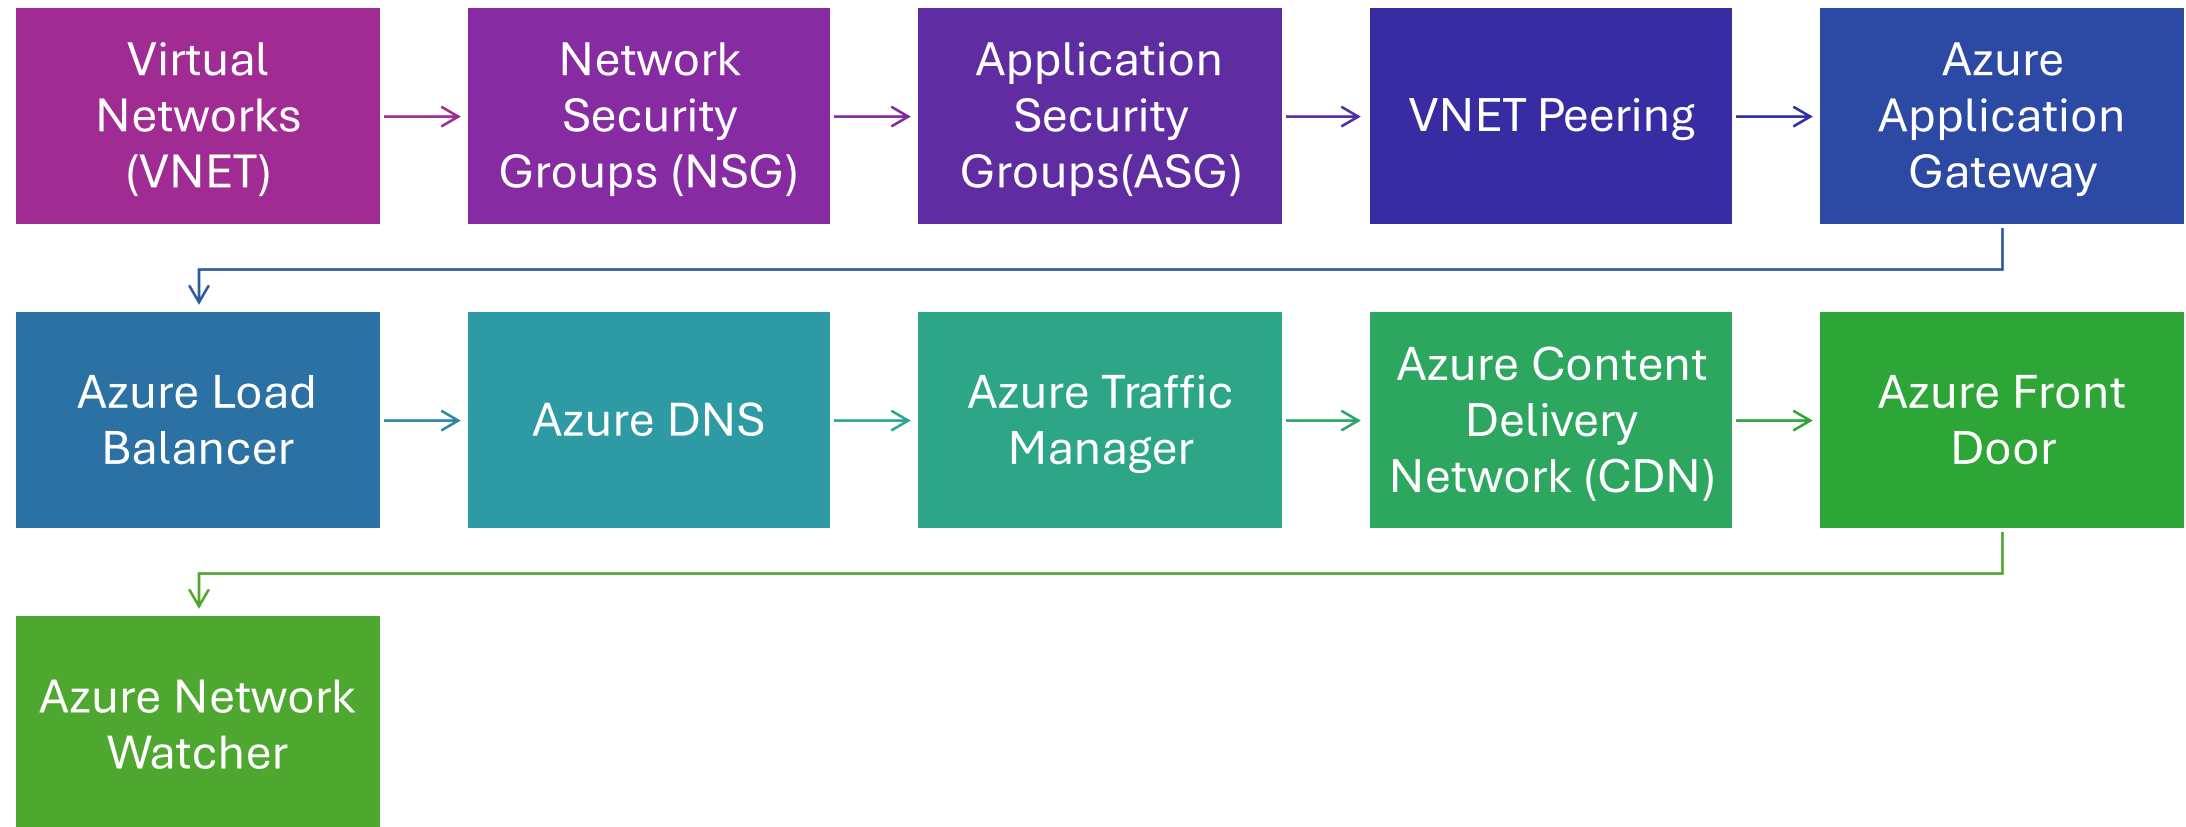 Virtual
Networks
(VNET)
Network
Security
Groups (NSG)
Application
Security
Groups(ASG)
VNET Peering
Azure
Application
Gateway
Azure Load
Balancer
Azure DNS
Azure Traffic
Manager
Azure Content
Delivery
Network (CDN)
Azure Front
Door
Azure Network
Watcher